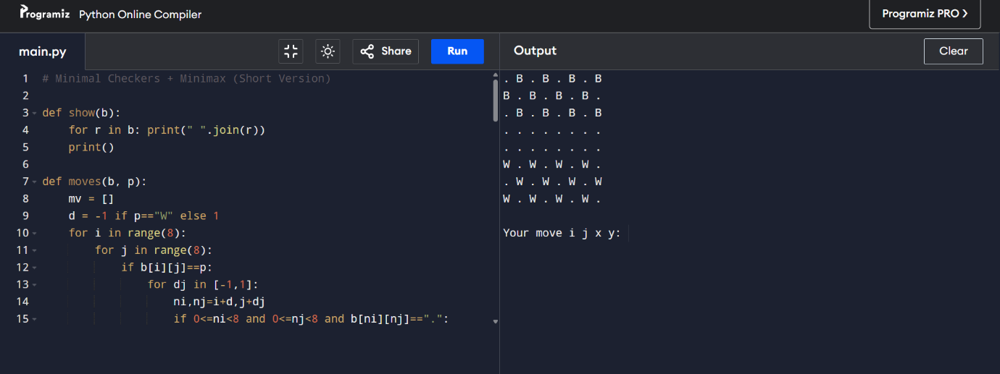 Programiz Python Online Compiler
Programiz PRO >
main.py
Share
Run
Output
Clear
1 # Minimal Checkers + Minimax (Short Version)
2
3 def show(b):
4     for r in b: print(" ".join(r))
5     print()
6
7 def moves(b, p):
8     mv = []
9     d = -1 if p=="W" else 1
10     for i in range(8):
11         for j in range(8):
12             if b[i][j]==p:
13                 for dj in [-1,1]:
14                     ni,nj=i+d,j+dj
15                     if 0<=ni<8 and 0<=nj<8 and b[ni][nj]==".":
. B . B . B . B
B . B . B . B .
. B . B . B . B
. . . . . . . .
. . . . . . . .
W . W . W . W .
. W . W . W . W
W . W . W . W .
Your move i j x y: